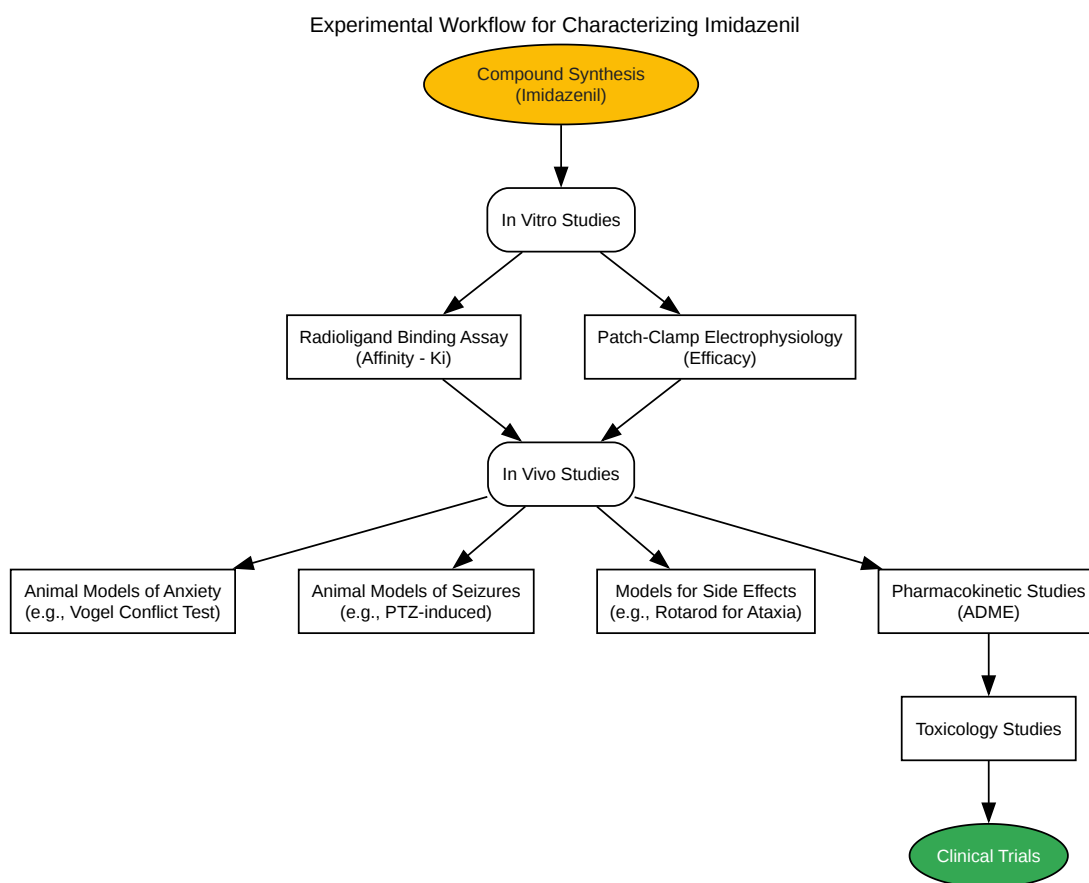 Experimental Workflow for Characterizing Imidazenil
Compound Synthesis
(Imidazenil)
In Vitro Studies
Radioligand Binding Assay
(Affinity - Ki)
Patch-Clamp Electrophysiology
(Efficacy)
In Vivo Studies
Animal Models of Anxiety
(e.g., Vogel Conflict Test)
Animal Models of Seizures
(e.g., PTZ-induced)
Models for Side Effects
(e.g., Rotarod for Ataxia)
Pharmacokinetic Studies
(ADME)
Toxicology Studies
Clinical Trials